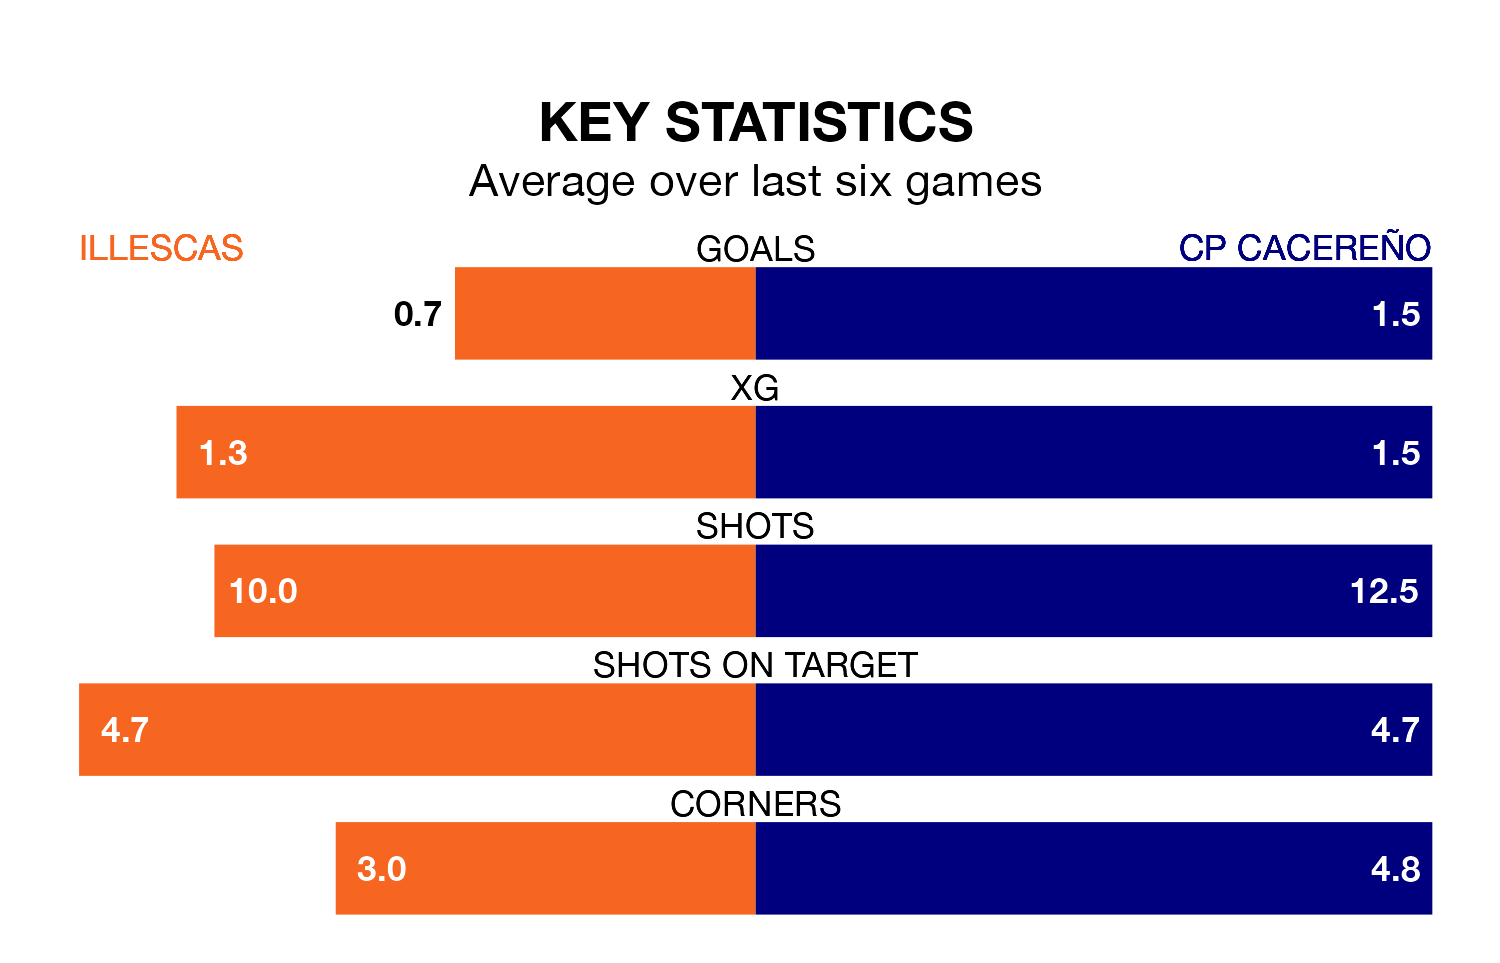 KEY STATISTICS
Average over last six games
ILLESCAS GOALS CP CACEREÑO
0.7 1.5
XG
1.3 1.5
SHOTS
10.0 12.5
SHOTS ON TARGET
4.7 4.7
CORNERS
3.0 4.8